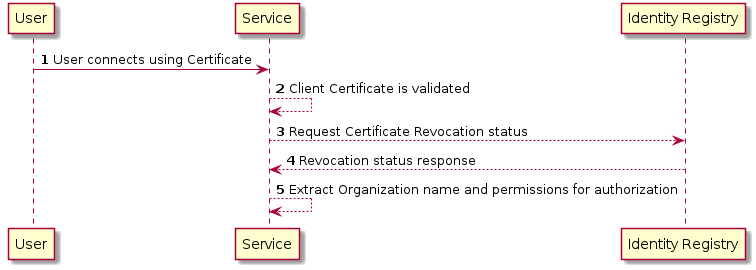 User
Service
Identity Registry
1 User connects using Certificate
2 Client Certificate is validated
3 Request Certificate Revocation status
4 Revocation status response
5 Extract Organization name and permissions for authorization
User
Service
Identity Registry